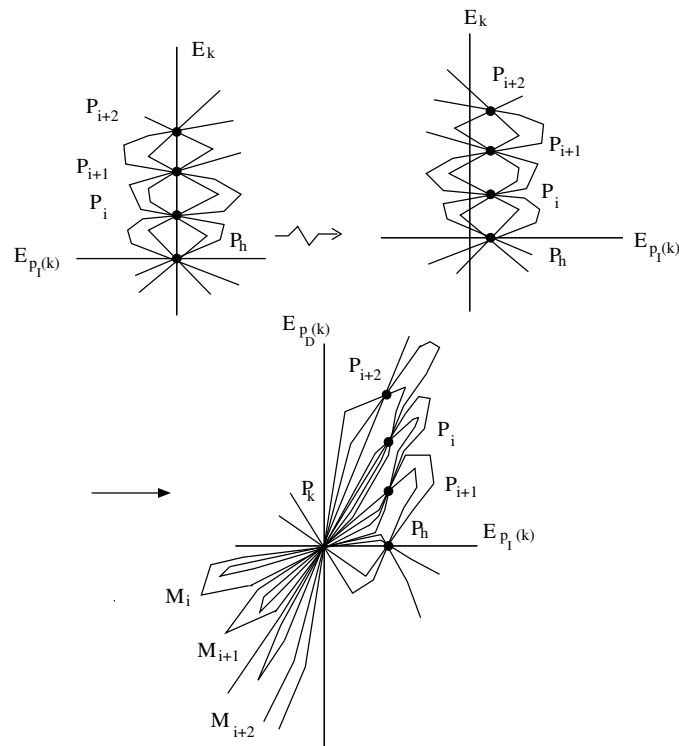 E_k
P_{i+2}
P_{i+1}
P_i
P_h
E_{p_I(k)}
E_k
P_{i+2}
P_{i+1}
P_i
P_h
E_{p_I(k)}
E_{p_D(k)}
P_{i+2}
P_i
P_k
P_{i+1}
P_h
E_{p_I(k)}
M_i
M_{i+1}
M_{i+2}